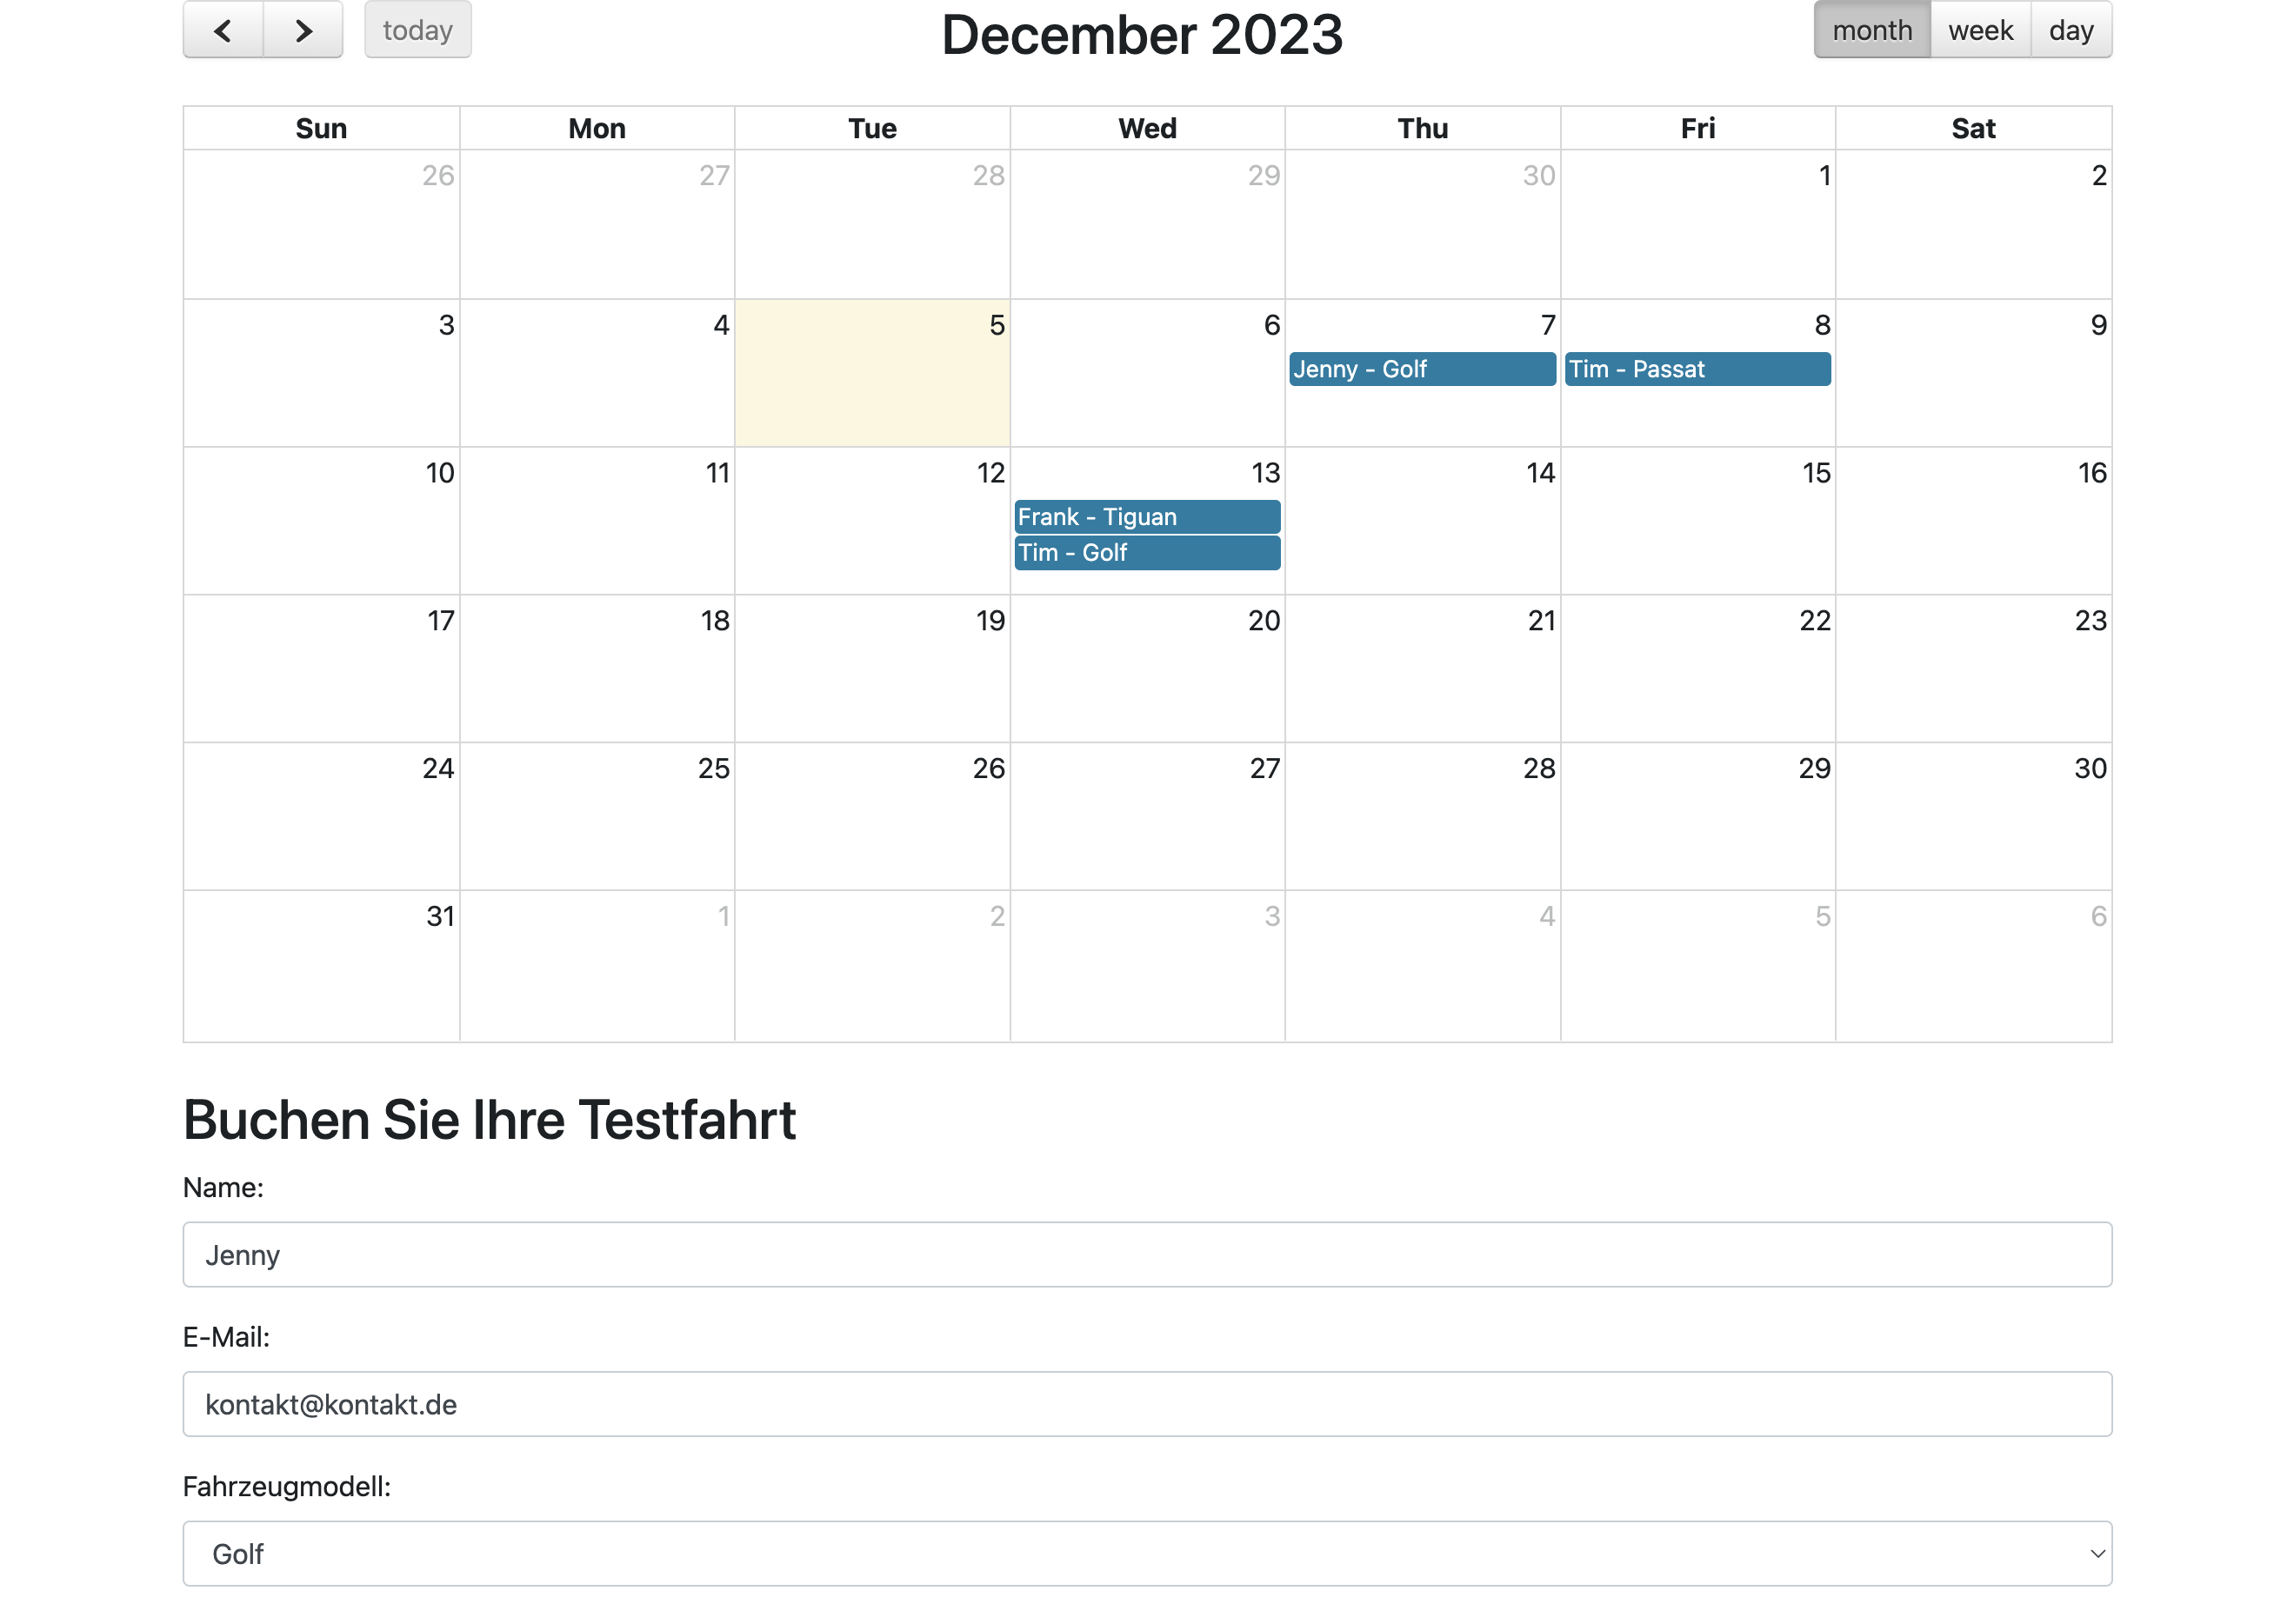 today December 2023 month week day
Sun Mon Tue Wed Thu Fri Sat
26 27 28 29 30 1 2
3 4 5 6 7 8 9
Jenny - Golf Tim - Passat
10 11 12 13 14 15 16
Frank - Tiguan
Tim - Golf
17 18 19 20 21 22 23
24 25 26 27 28 29 30
31 1 2 3 4 5 6
Buchen Sie Ihre Testfahrt
Name:
Jenny
E-Mail:
kontakt@kontakt.de
Fahrzeugmodell:
Golf